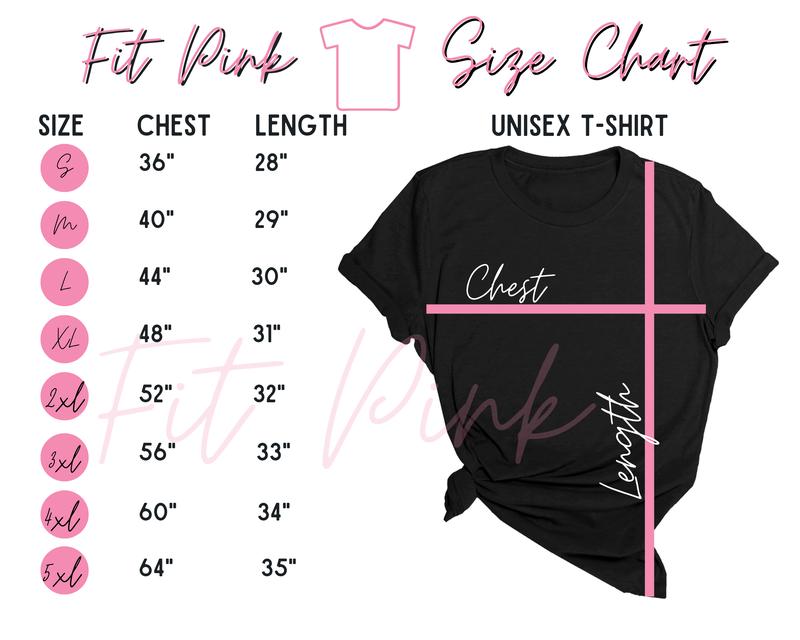 Fit Pink Size Chart
SIZE CHEST LENGTH UNISEX T-SHIRT
S 36" 28"
M 40" 29"
L 44" 30"
XL 48" 31"
2xl 52" 32"
3xl 56" 33"
4xl 60" 34"
5xl 64" 35"
Chest
Length
Fit Pink